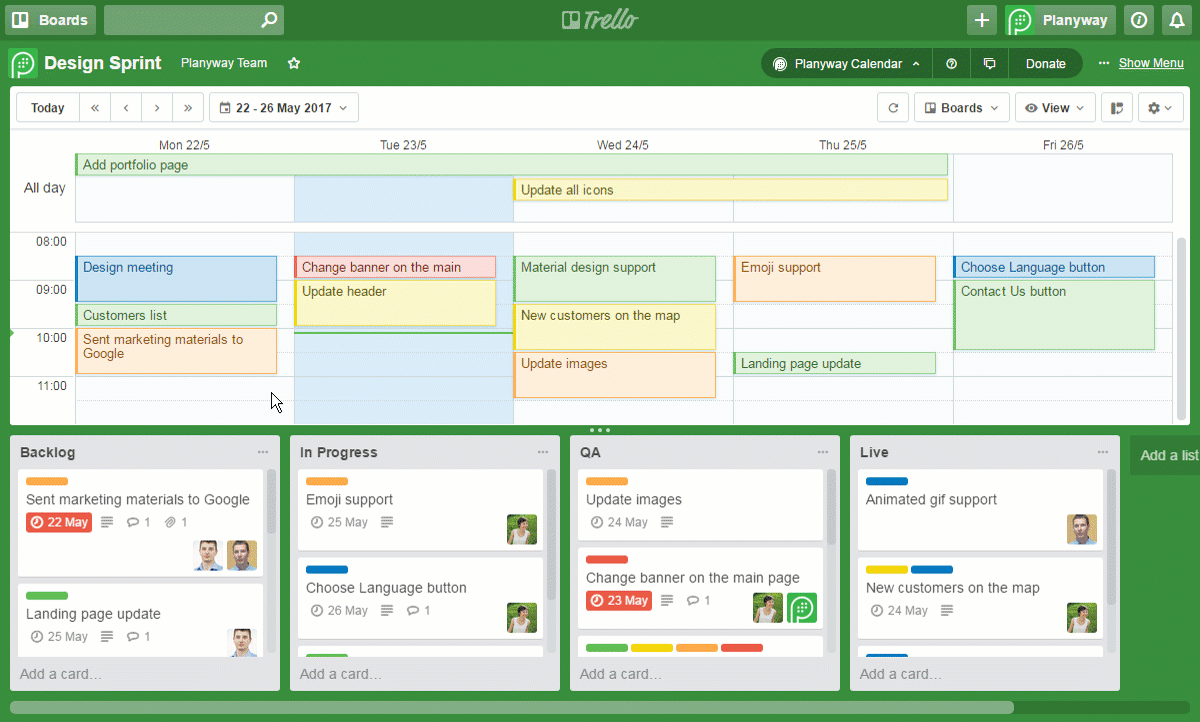 Boards
Trello
Planyway
Design Sprint
Planyway Team
Planyway Calendar
Donate
Show Menu
Today
22 - 26 May 2017
Boards
View
Mon 22/5
Tue 23/5
Wed 24/5
Thu 25/5
Fri 26/5
All day
Add portfolio page
Update all icons
08:00
09:00
10:00
11:00
Design meeting
Customers list
Sent marketing materials to
Google
Change banner on the main
Update header
Material design support
New customers on the map
Update images
Emoji support
Landing page update
Choose Language button
Contact Us button
Backlog
Sent marketing materials to Google
22 May
1
1
Landing page update
25 May
1
Add a card…
In Progress
Emoji support
25 May
Choose Language button
26 May
1
Add a card…
QA
Update images
24 May
Change banner on the main page
23 May
1
Add a card…
Live
Animated gif support
New customers on the map
24 May
Add a card…
Add a list